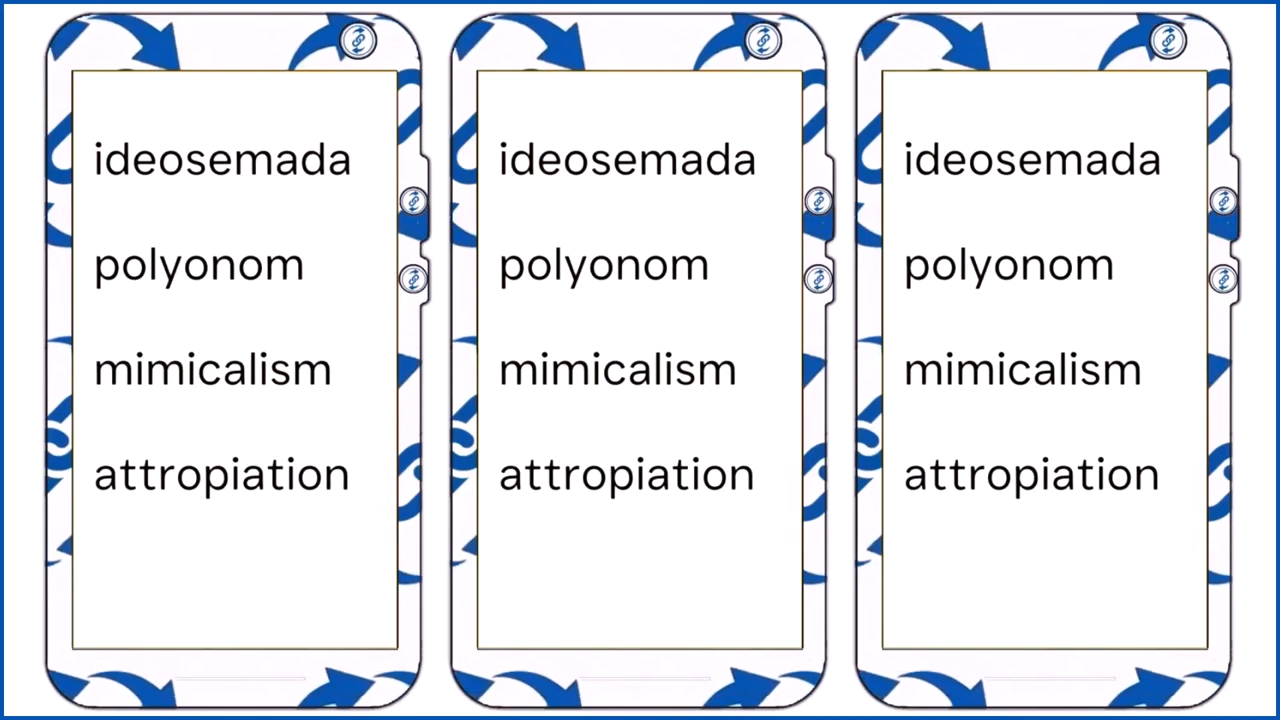 ideosemada
polyonom
mimicalism
attropiation
ideosemada
polyonom
mimicalism
attropiation
ideosemada
polyonom
mimicalism
attropiation